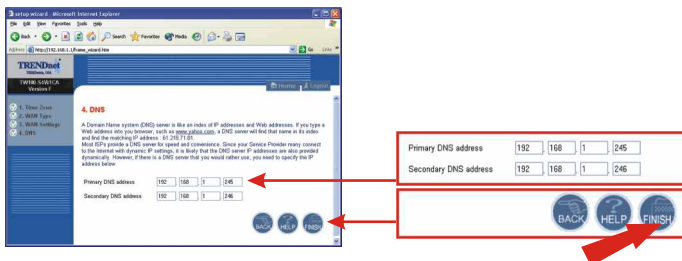 setup wizard - Microsoft Internet Explorer
File Edit View Favorites Tools Help
Back Search Favorites Media
Address http://192.168.1.1/frame_wizard.htm Go Links
TRENDnet
TRENDware, USA
TW100-S4W1CA
Version f
Home Logout
1. Time Zone
2. WAN Type
3. WAN Settings
4. DNS
4. DNS
A Domain Name system (DNS) server is like an index of IP addresses and Web addresses. If you type a
Web address into you browser, such as www.yahoo.com, a DNS server will find that name in its index
and find the matching IP address : 61.219.71.81.
Most ISPs provide a DNS server for speed and convenience. Since your Service Provider many connect
to the Internet with dynamic IP settings, it is likely that the DNS server IP addresses are also provided
dynamically. However, if there is a DNS server that you would rather use, you need to specify the IP
address below.
Primary DNS address 192 . 168 . 1 . 245
Secondary DNS address 192 . 168 . 1 . 246
BACK HELP FINISH
Primary DNS address 192 . 168 . 1 . 245
Secondary DNS address 192 . 168 . 1 . 246
BACK HELP FINISH